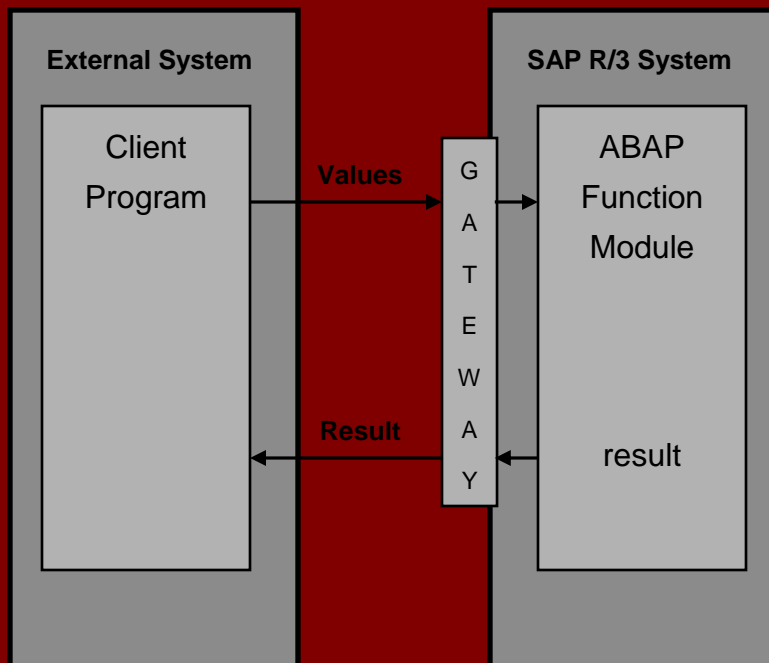 External System
SAP R/3 System
Client
Program
Values
G
A
T
E
W
A
Y
ABAP
Function
Module
Result
result